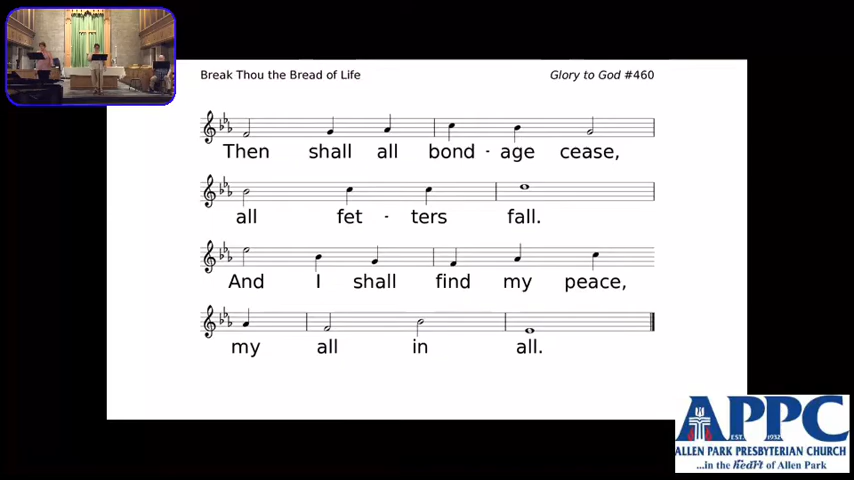 Break Thou the Bread of Life
Glory to God #460
Then shall all bond - age cease,
all fet - ters fall.
And I shall find my peace,
my all in all.
APPC
EST. 1932
ALLEN PARK PRESBYTERIAN CHURCH
...in the heart of Allen Park